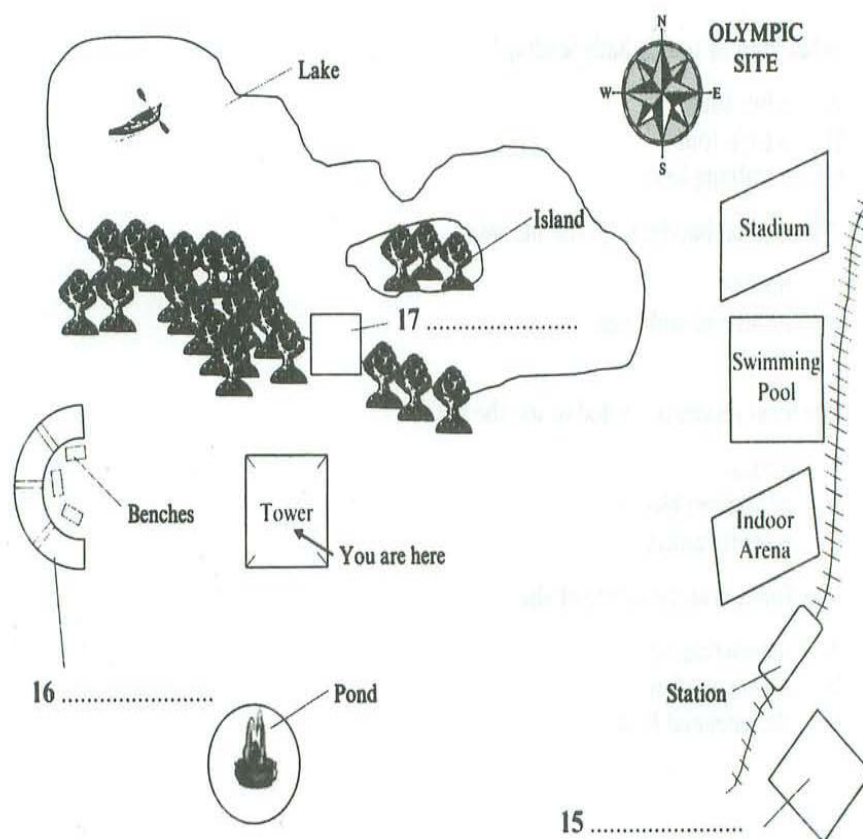 N
OLYMPIC
SITE
W
E
S
Lake
Island
Stadium
17 ........................
Swimming
Pool
Benches
Tower
You are here
Indoor
Arena
16 ........................
Pond
Station
15 ........................